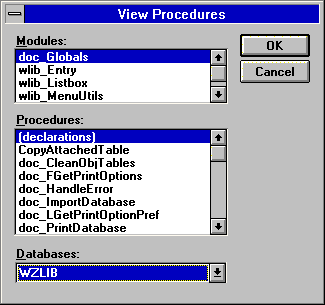 View Procedures
Modules:
doc_Globals
wlib_Entry
wlib_Listbox
wlib_MenuUtils
OK
Cancel
Procedures:
(declarations)
CopyAttachedTable
doc_CleanObjTables
doc_FGetPrintOptions
doc_HandleError
doc_ImportDatabase
doc_LGetPrintOptionPref
doc_PrintDatabase
Databases:
WZLIB